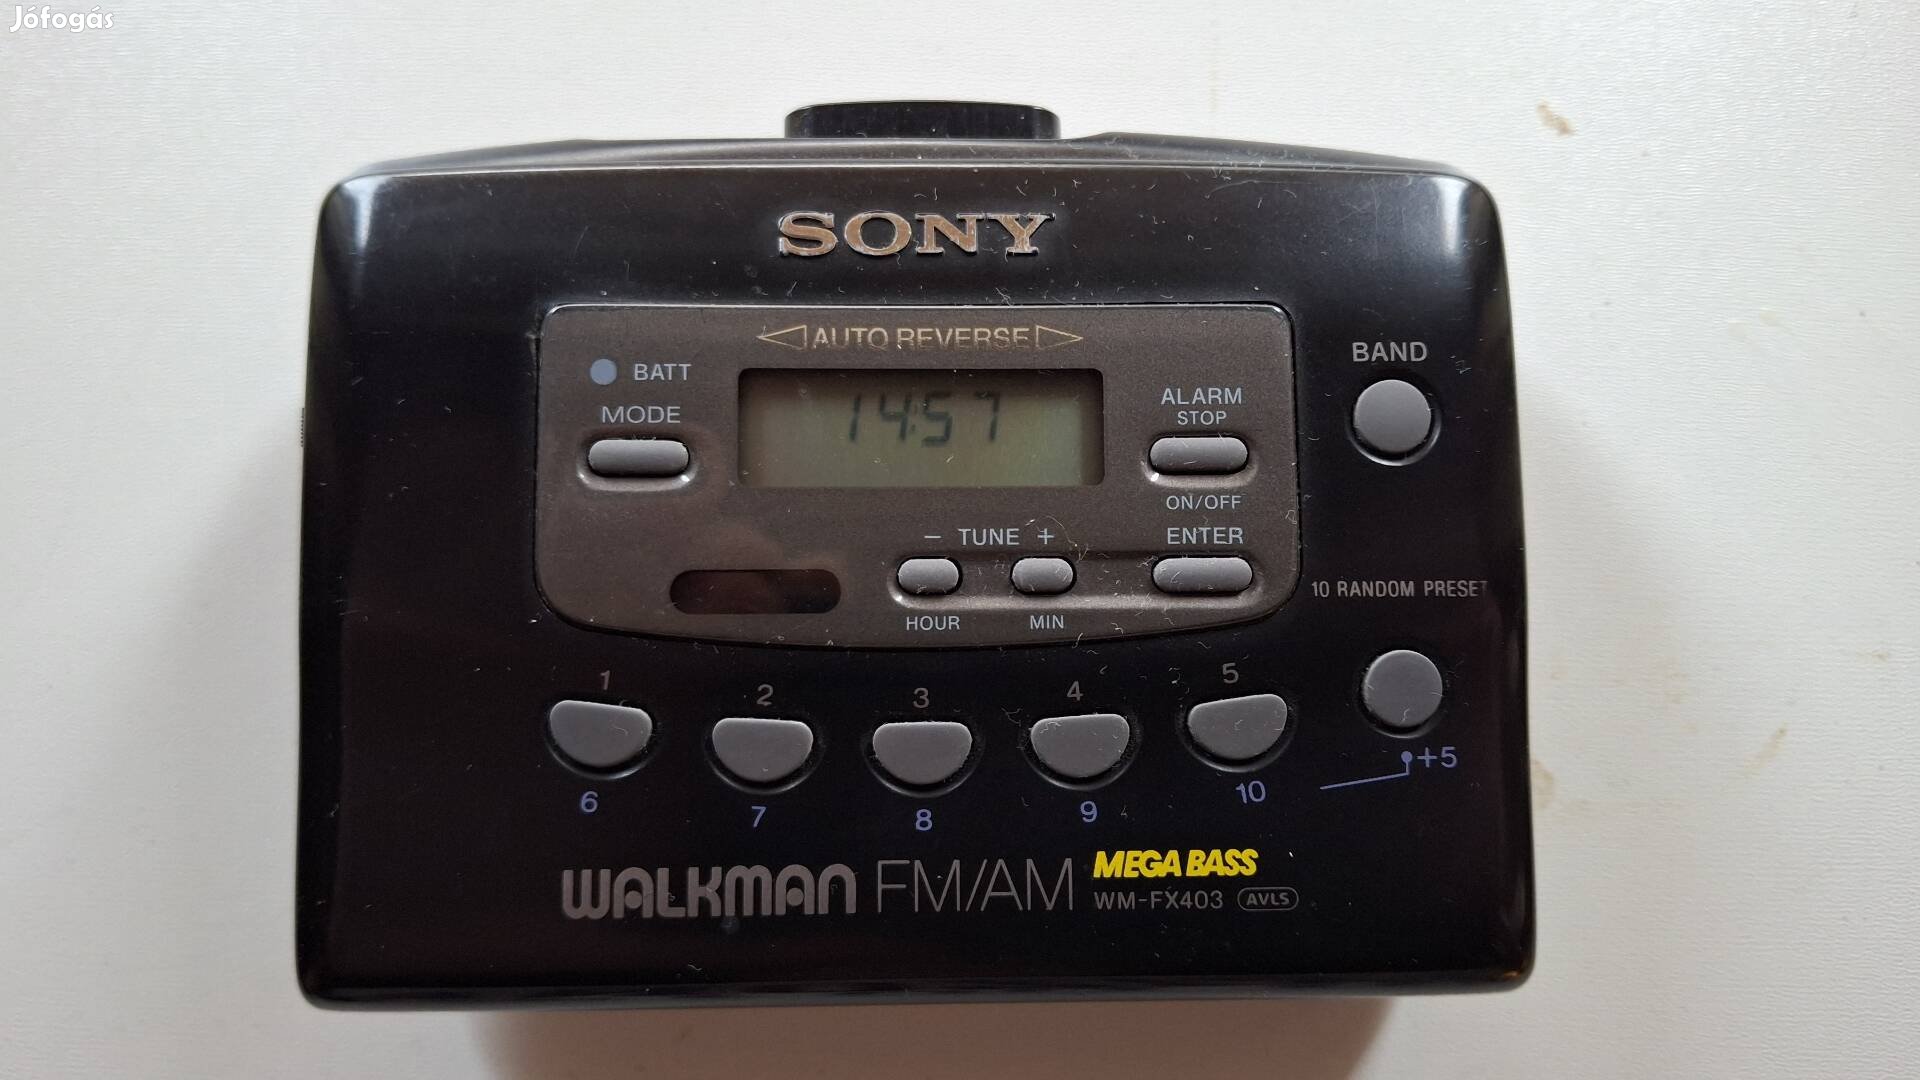 Jófogás
SONY
AUTO REVERSE
BATT
MODE
14:57
ALARM
STOP
ON/OFF
BAND
- TUNE +
ENTER
HOUR
MIN
10 RANDOM PRESET
1 2 3 4 5
6 7 8 9 10
+5
WALKMAN FM/AM
MEGA BASS
WM-FX403 AVLS